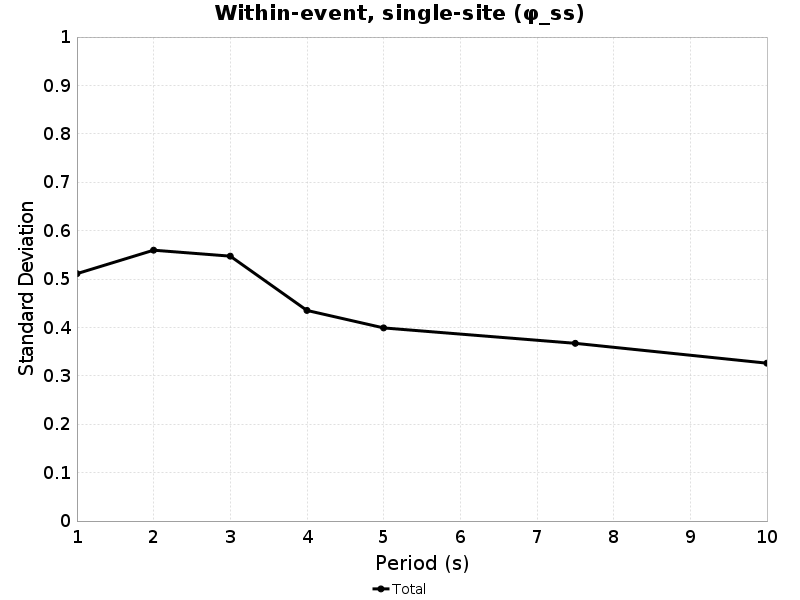 Within-event, single-site (φ_ss)
1
0.9
0.8
0.7
0.6
0.5
0.4
0.3
0.2
0.1
0
Standard Deviation
1 2 3 4 5 6 7 8 9 10
Period (s)
Total